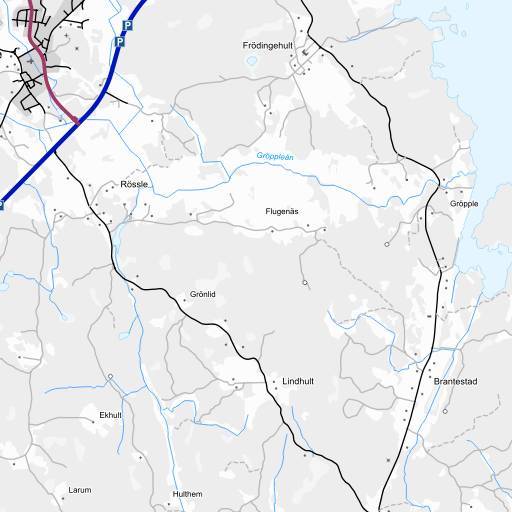 P
Frödingehult
P
Gröppleån
Rössle
Gröpple
P
Flugenäs
Grönlid
Lindhult
Brantestad
Ekhult
Larum
Hulthem